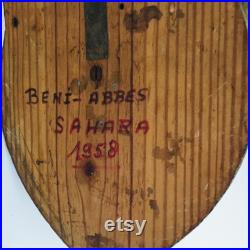 BENI-ABBES
SAHARA
1958
Etsy